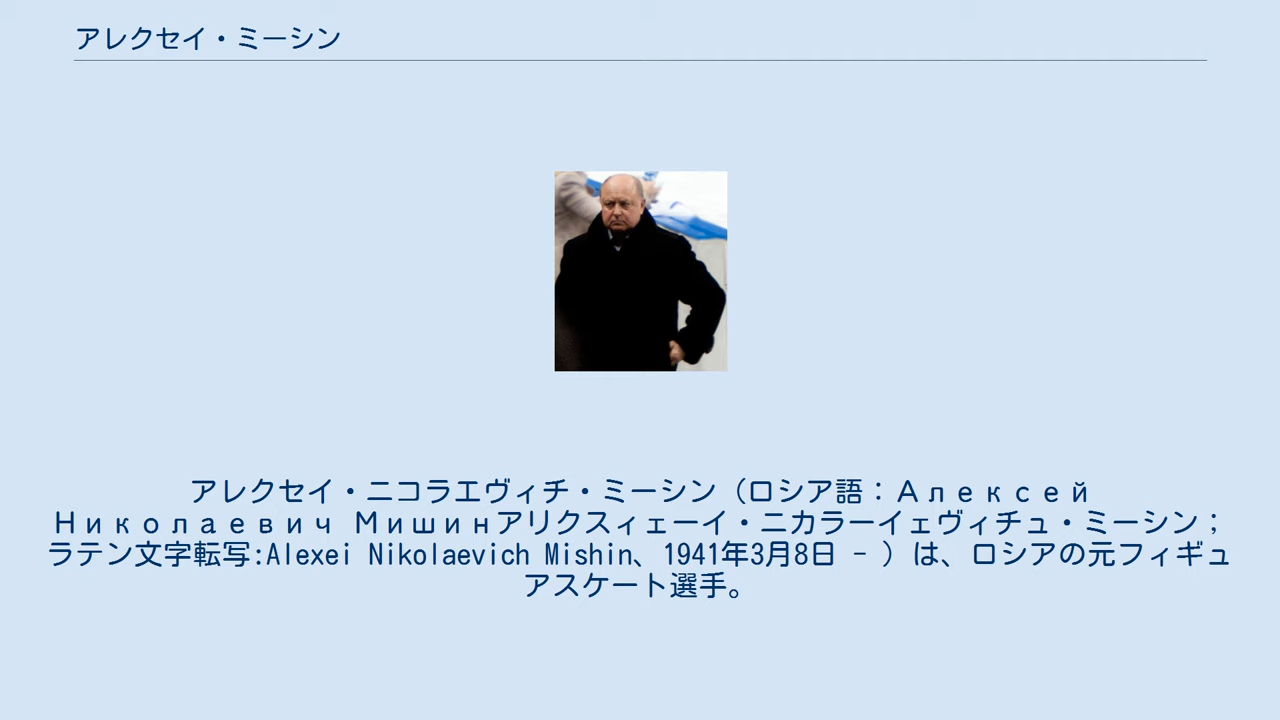 アレクセイ・ミーシン
アレクセイ・ニコラエヴィチ・ミーシン（ロシア語：Ａлексей
Николаевич Мишинアリクスィェーイ・ニカラーイェヴィチュ・ミーシン；
ラテン文字転写:Alexei Nikolaevich Mishin、1941年3月8日 - ）は、ロシアの元フィギュ
アスケート選手。